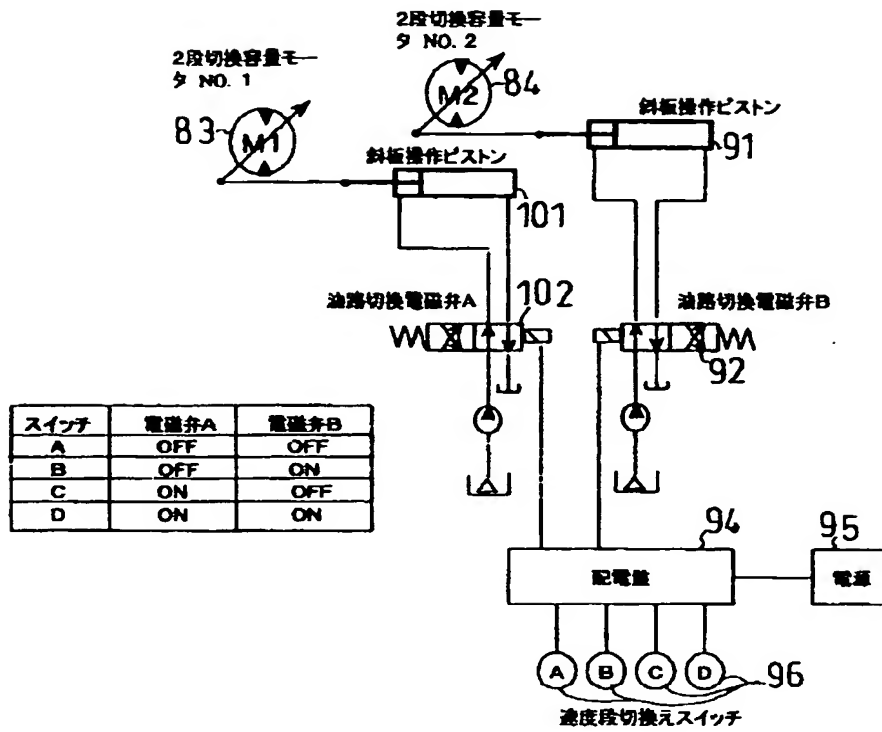 2段切換容量モー
タ NO. 2
2段切換容量モー
タ NO. 1
84
M2
斜板操作ピストン
83
M1
91
斜板操作ピストン
101
102
油路切換電磁弁A
油路切換電磁弁B
92
スイッチ 電磁弁A 電磁弁B
A OFF OFF
B OFF ON
C ON OFF
D ON ON
94
95
配電盤
電源
A B C D
96
速度段切換えスイッチ